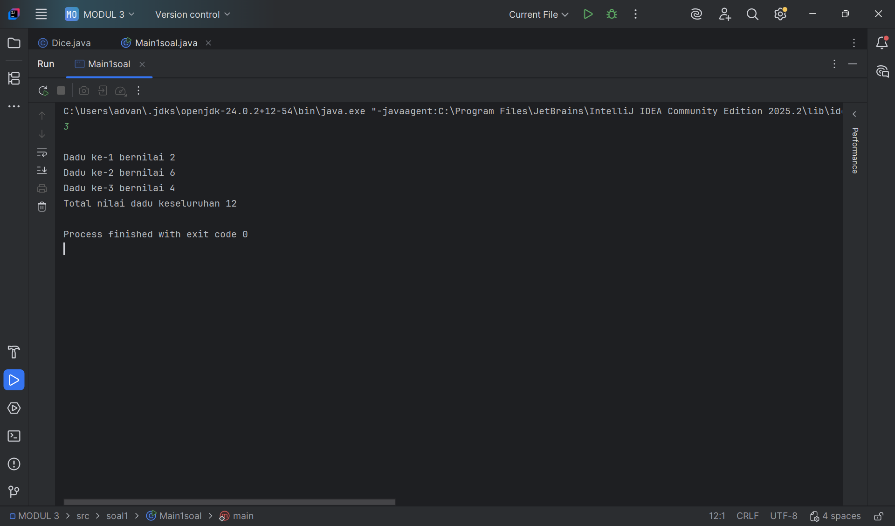 MO MODUL 3 Version control Current File
Dice.java Main1soal.java
Run Main1soal
C:\Users\advan\.jdks\openjdk-24.0.2+12-54\bin\java.exe "-javaagent:C:\Program Files\JetBrains\IntelliJ IDEA Community Edition 2025.2\lib\id
3
Dadu ke-1 bernilai 2
Dadu ke-2 bernilai 6
Dadu ke-3 bernilai 4
Total nilai dadu keseluruhan 12
Process finished with exit code 0
Performance
MODUL 3 > src > soal1 > Main1soal > main 12:1 CRLF UTF-8 4 spaces